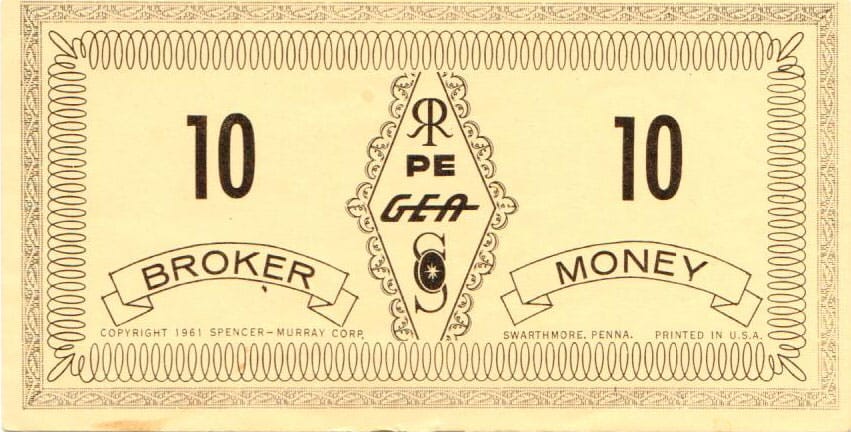 10
10
PE
GEA
BROKER
MONEY
COPYRIGHT 1961 SPENCER-MURRAY CORP.
SWARTHMORE, PENNA. PRINTED IN U.S.A.